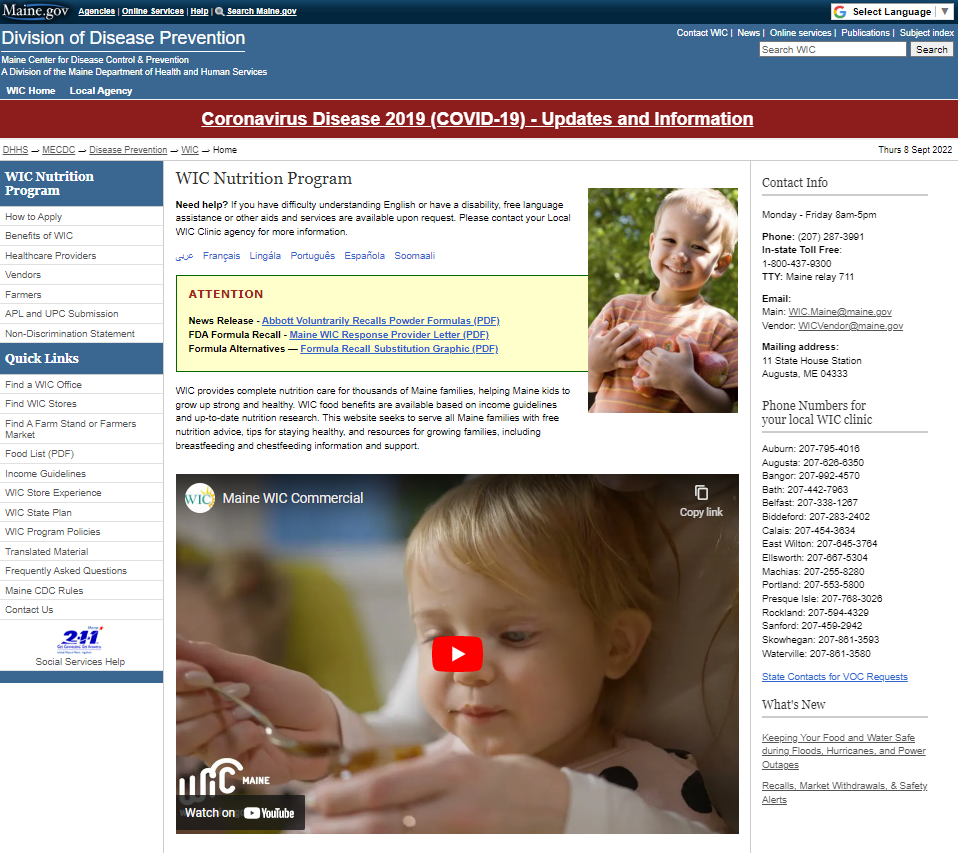 Maine.gov
Agencies | Online Services | Help | Search Maine.gov
Select Language ▼
Division of Disease Prevention
Maine Center for Disease Control & Prevention
A Division of the Maine Department of Health and Human Services
Contact WIC | News | Online services | Publications | Subject index
Search WIC
Search
WIC Home Local Agency
Coronavirus Disease 2019 (COVID-19) - Updates and Information
DHHS → MECDC → Disease Prevention → WIC → Home
Thurs 8 Sept 2022
WIC Nutrition
Program
How to Apply
Benefits of WIC
Healthcare Providers
Vendors
Farmers
APL and UPC Submission
Non-Discrimination Statement
Quick Links
Find a WIC Office
Find WIC Stores
Find A Farm Stand or Farmers
Market
Food List (PDF)
Income Guidelines
WIC Store Experience
WIC State Plan
WIC Program Policies
Translated Material
Frequently Asked Questions
Maine CDC Rules
Contact Us
211
Social Services Help
WIC Nutrition Program
Need help? If you have difficulty understanding English or have a disability, free language
assistance or other aids and services are available upon request. Please contact your Local
WIC Clinic agency for more information.
عربى Français Lingála Português Española Soomaali
ATTENTION
News Release - Abbott Voluntrarily Recalls Powder Formulas (PDF)
FDA Formula Recall - Maine WIC Response Provider Letter (PDF)
Formula Alternatives — Formula Recall Substitution Graphic (PDF)
WIC provides complete nutrition care for thousands of Maine families, helping Maine kids to
grow up strong and healthy. WIC food benefits are available based on income guidelines
and up-to-date nutrition research. This website seeks to serve all Maine families with free
nutrition advice, tips for staying healthy, and resources for growing families, including
breastfeeding and chestfeeding information and support.
WIC
Maine WIC Commercial
Copy link
wic MAINE
Watch on YouTube
Contact Info
Monday - Friday 8am-5pm
Phone: (207) 287-3991
In-state Toll Free:
1-800-437-9300
TTY: Maine relay 711
Email:
Main: WIC.Maine@maine.gov
Vendor: WICVendor@maine.gov
Mailing address:
11 State House Station
Augusta, ME 04333
Phone Numbers for
your local WIC clinic
Auburn: 207-795-4016
Augusta: 207-626-6350
Bangor: 207-992-4570
Bath: 207-442-7963
Belfast: 207-338-1267
Biddeford: 207-283-2402
Calais: 207-454-3634
East Wilton: 207-645-3764
Ellsworth: 207-667-5304
Machias: 207-255-8280
Portland: 207-553-5800
Presque Isle: 207-768-3026
Rockland: 207-594-4329
Sanford: 207-459-2942
Skowhegan: 207-861-3593
Waterville: 207-861-3580
State Contacts for VOC Requests
What's New
Keeping Your Food and Water Safe
during Floods, Hurricanes, and Power
Outages
Recalls, Market Withdrawals, & Safety
Alerts